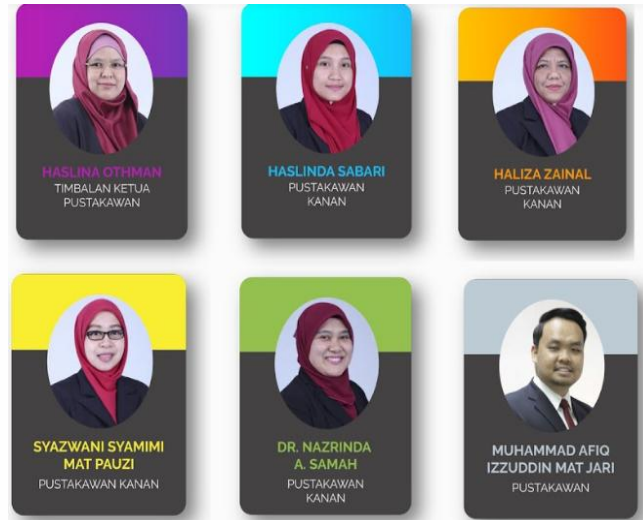 HASLINA OTHMAN
TIMBALAN KETUA
PUSTAKAWAN
HASLINDA SABARI
PUSTAKAWAN
KANAN
HALIZA ZAINAL
PUSTAKAWAN
KANAN
SYAZWANI SYAMIMI
MAT PAUZI
PUSTAKAWAN KANAN
DR. NAZRINDA
A. SAMAH
PUSTAKAWAN
KANAN
MUHAMMAD AFIQ
IZZUDDIN MAT JARI
PUSTAKAWAN